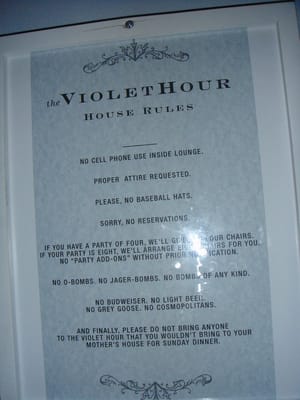 the VIOLET HOUR
HOUSE RULES
NO CELL PHONE USE INSIDE LOUNGE.
PROPER ATTIRE REQUESTED.
PLEASE, NO BASEBALL HATS.
SORRY, NO RESERVATIONS.
IF YOU HAVE A PARTY OF FOUR, WE'LL GI FOUR CHAIRS.
IF YOUR PARTY IS EIGHT, WE'LL ARRANGE EIGHT CHAIRS FOR YOU.
NO "PARTY ADD-ONS" WITHOUT PRIOR NOTIFICATION.
NO O-BOMBS. NO JAGER-BOMBS. NO BOMBS OF ANY KIND.
NO BUDWEISER. NO LIGHT BEER.
NO GREY GOOSE. NO COSMOPOLITANS.
AND FINALLY, PLEASE DO NOT BRING ANYONE
TO THE VIOLET HOUR THAT YOU WOULDN'T BRING TO YOUR
MOTHER'S HOUSE FOR SUNDAY DINNER.